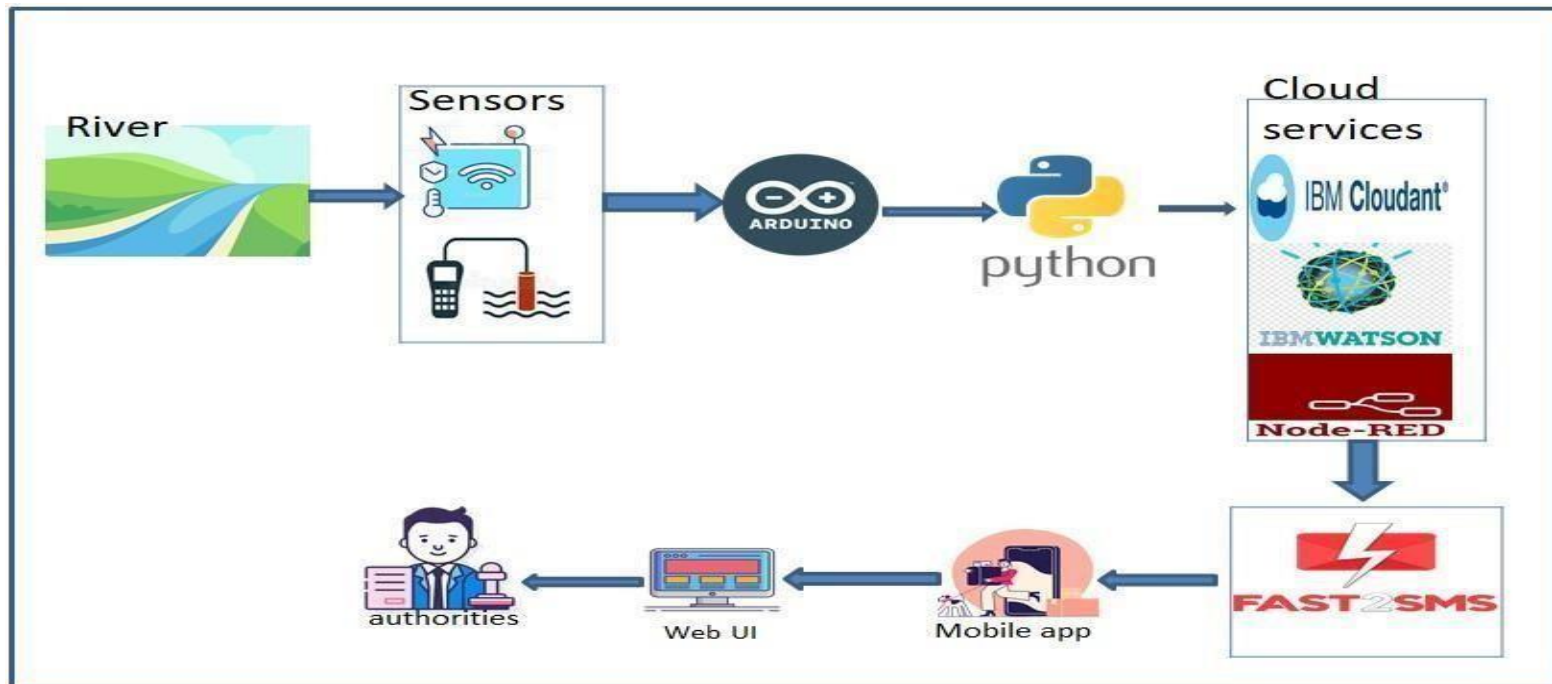 River
Sensors
ARDUINO
python
Cloud
services
IBM Cloudant®
IBMWATSON
Node-RED
FAST2SMS
Mobile app
Web UI
authorities